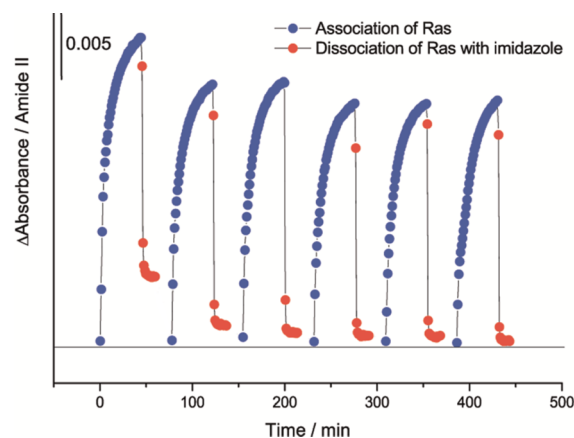 0.005
Association of Ras
Dissociation of Ras with imidazole
ΔAbsorbance / Amide II
0 100 200 300 400 500
Time / min